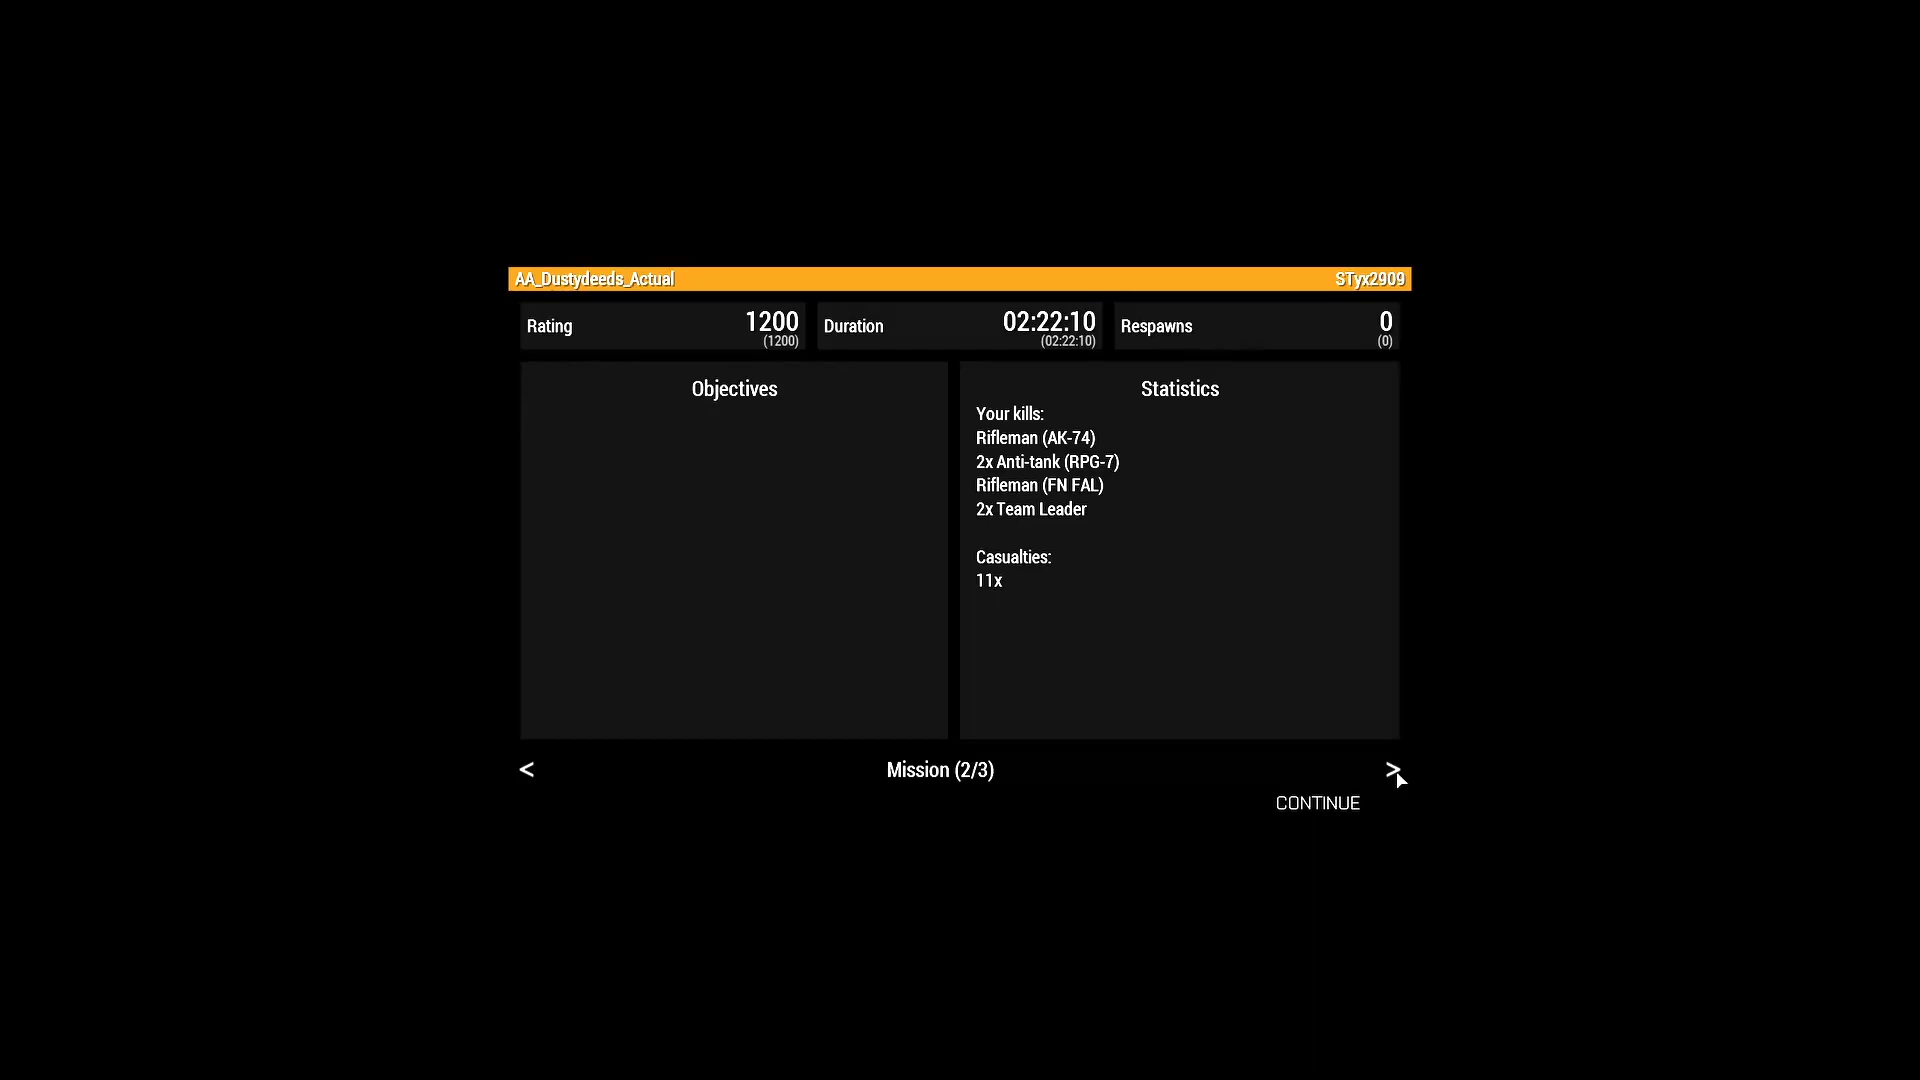 AA_Dustydeeds_Actual STyx2909
Rating 1200 (1200)
Duration 02:22:10 (02:22:10)
Respawns 0 (0)
Objectives
Statistics
Your kills:
Rifleman (AK-74)
2x Anti-tank (RPG-7)
Rifleman (FN FAL)
2x Team Leader
Casualties:
11x
< Mission (2/3) >
CONTINUE